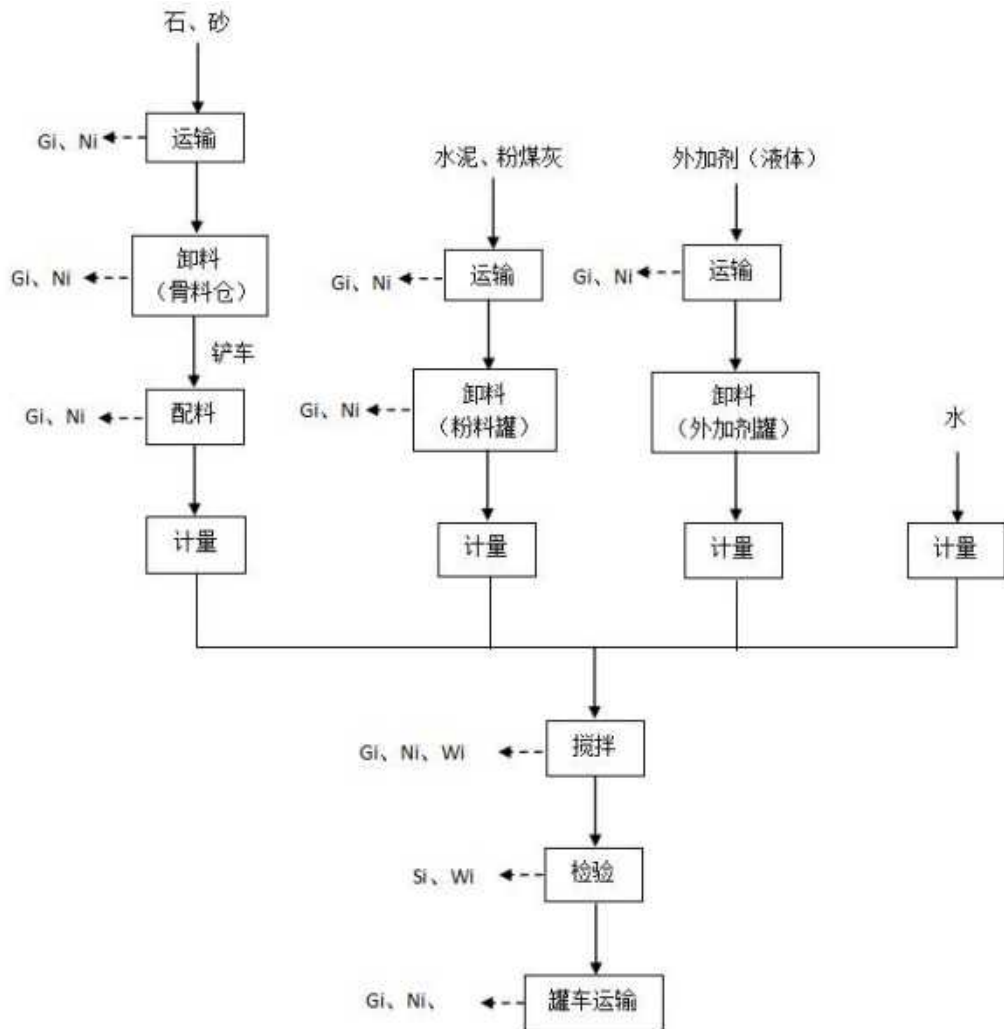 石、砂
Gi、Ni
运输
水泥、粉煤灰
外加剂（液体）
Gi、Ni
卸料
（骨料仓）
Gi、Ni
运输
Gi、Ni
运输
铲车
Gi、Ni
配料
Gi、Ni
卸料
（粉料罐）
卸料
（外加剂罐）
水
计量
计量
计量
计量
Gi、Ni、Wi
搅拌
Si、Wi
检验
Gi、Ni、
罐车运输